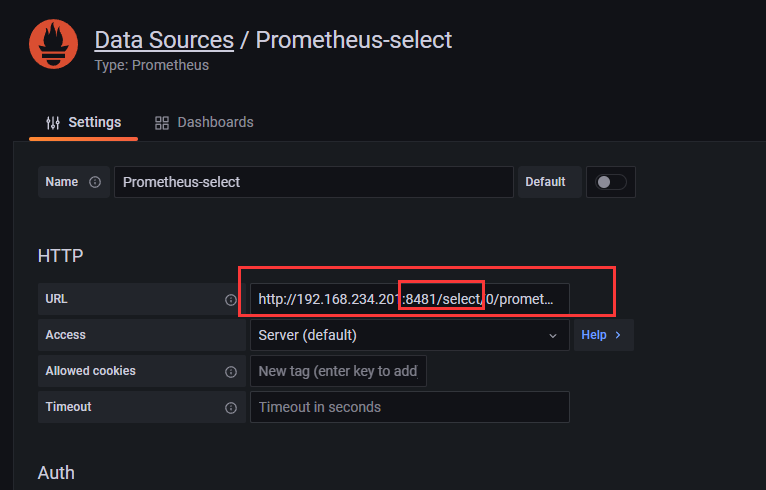 Data Sources / Prometheus-select
Type: Prometheus
Settings
Dashboards
Name
Prometheus-select
Default
HTTP
URL
http://192.168.234.201:8481/select/0/promet...
Access
Server (default)
Help
Allowed cookies
New tag (enter key to add
Timeout
Timeout in seconds
Auth